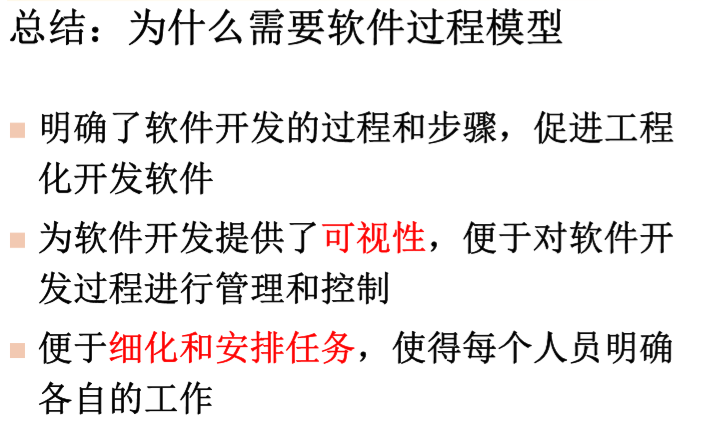 总结：为什么需要软件过程模型
明确了软件开发的过程和步骤，促进工程
化开发软件
为软件开发提供了可视性，便于对软件开
发过程进行管理和控制
便于细化和安排任务，使得每个人员明确
各自的工作